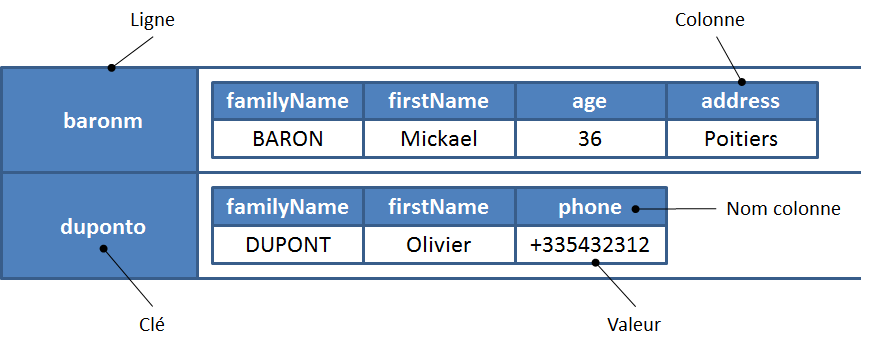 Ligne Colonne
familyName firstName age address
baronm
BARON Mickael 36 Poitiers
familyName firstName phone Nom colonne
duponto
DUPONT Olivier +335432312
Clé Valeur